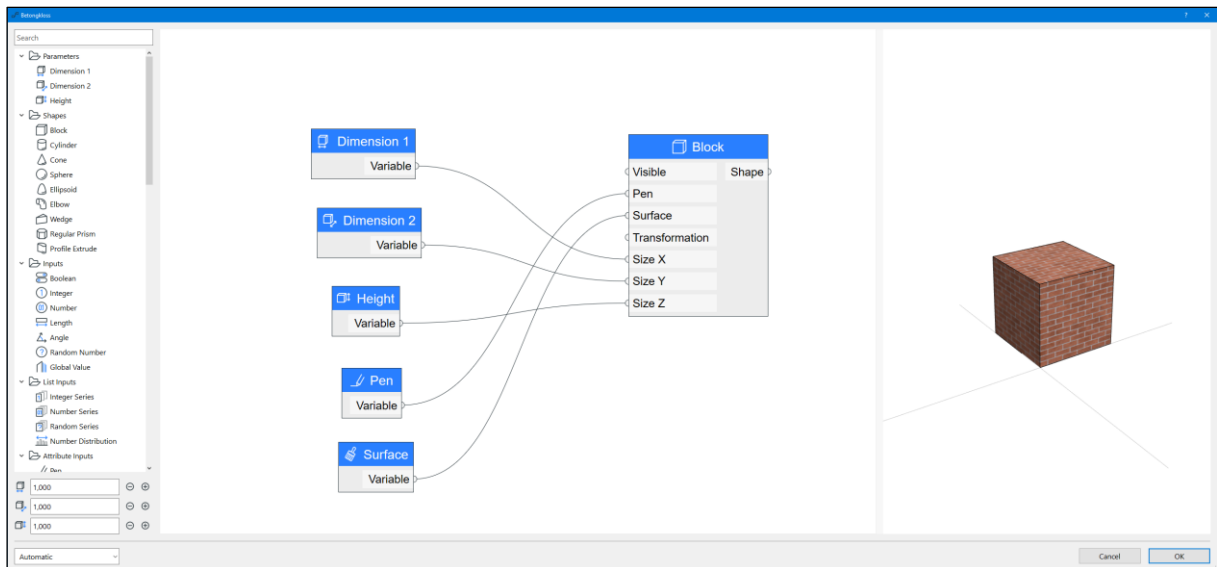 Betongkloss
Search
Parameters
Dimension 1
Dimension 2
Height
Shapes
Block
Cylinder
Cone
Sphere
Ellipsoid
Elbow
Wedge
Regular Prism
Profile Extrude
Inputs
Boolean
Integer
Number
Length
Angle
Random Number
Global Value
List Inputs
Integer Series
Number Series
Random Series
Number Distribution
Attribute Inputs
Pen
1,000
1,000
1,000
Automatic
Dimension 1
Variable
Dimension 2
Variable
Height
Variable
Pen
Variable
Surface
Variable
Block
Visible Shape
Pen
Surface
Transformation
Size X
Size Y
Size Z
Cancel OK